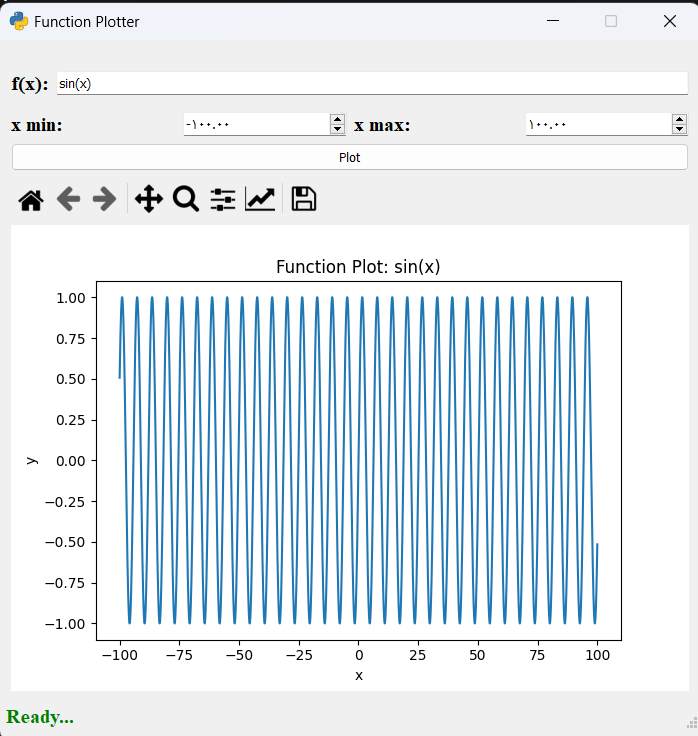 Function Plotter
f(x): sin(x)
x min: -١٠٠.٠٠ x max: ١٠٠.٠٠
Plot
Function Plot: sin(x)
1.00
0.75
0.50
0.25
0.00
−0.25
−0.50
−0.75
−1.00
y
−100 −75 −50 −25 0 25 50 75 100
x
Ready...